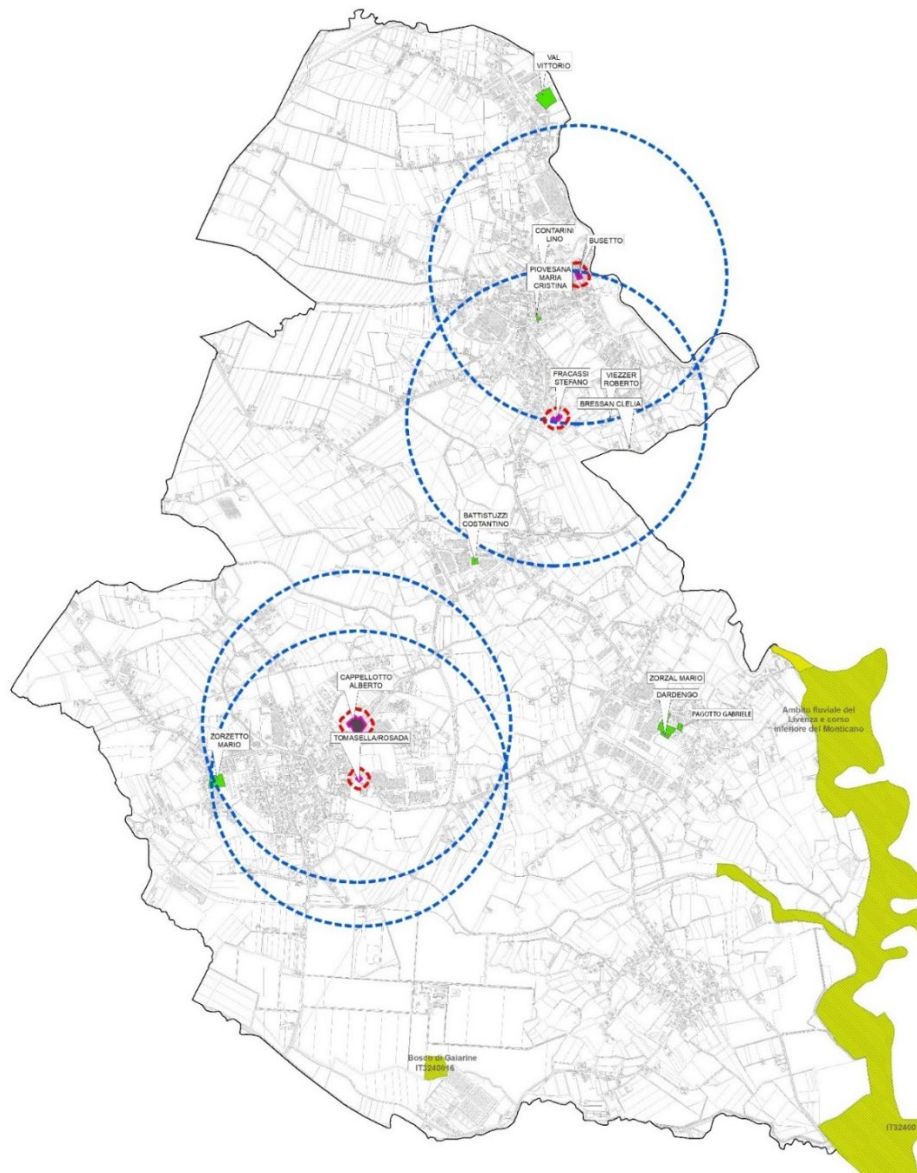 VAL
VITTORIO
CONTARINI
LINO
BUSETTO
PIOVESANA
MARIA
CRISTINA
FRACASSI
STEFANO
VIEZZER
ROBERTO
BRESSAN CLELIA
BATTISTUZZI
COSTANTINO
CAPPELLOTTO
ALBERTO
ZORZAL MARIO
DARDENGO
PAGOTTO GABRIELE
Ambito fluviale del
Livenza e corso
inferiore del Monticano
ZORZETTO
MARIO
TOMASELLA/ROSADA
Bosco di Gaiarine
IT3240016
IT32400